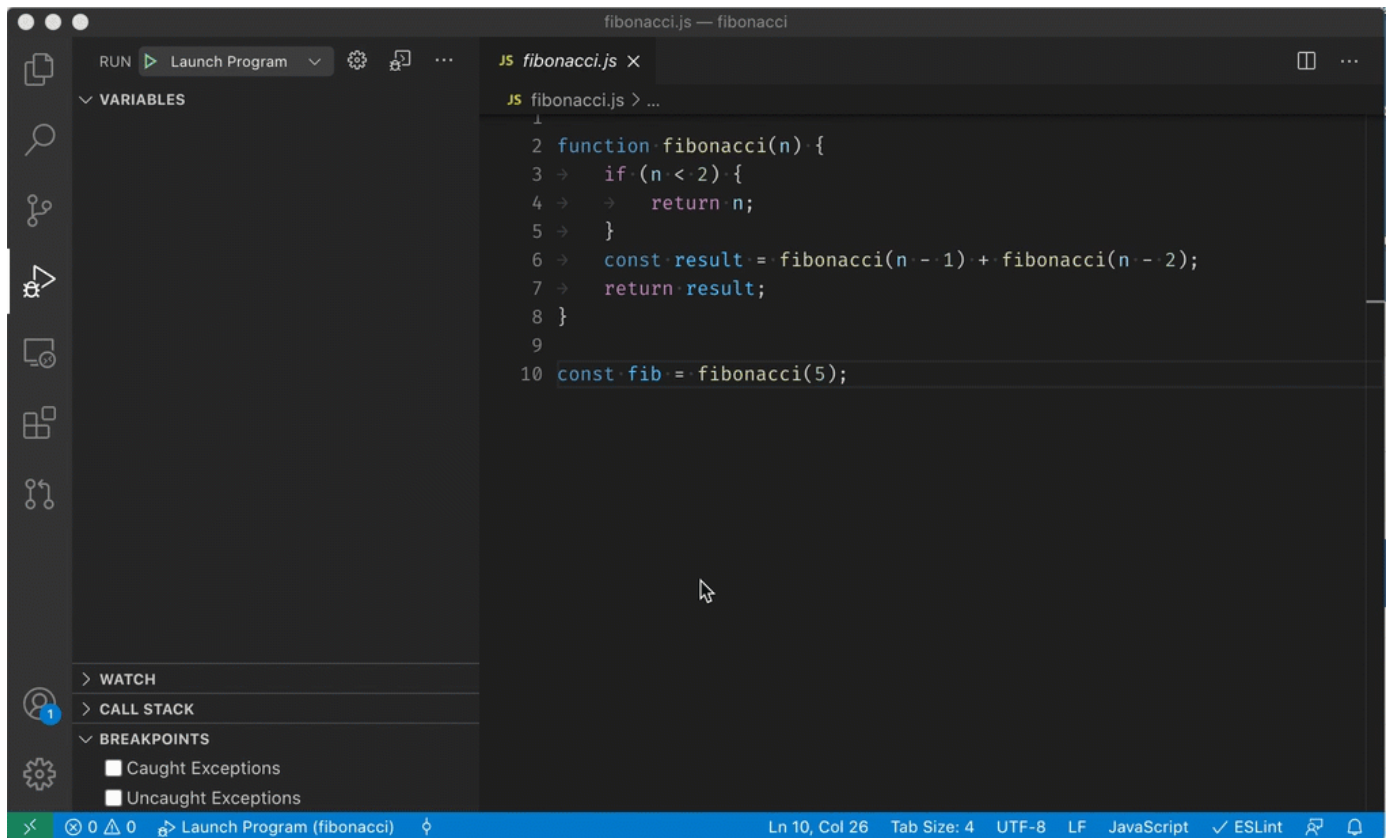 fibonacci.js — fibonacci
RUN Launch Program
VARIABLES
WATCH
CALL STACK
BREAKPOINTS
Caught Exceptions
Uncaught Exceptions
JS fibonacci.js
JS fibonacci.js > ...
1
2 function fibonacci(n) {
3 if (n < 2) {
4 return n;
5 }
6 const result = fibonacci(n - 1) + fibonacci(n - 2);
7 return result;
8 }
9
10 const fib = fibonacci(5);
1
0 0 Launch Program (fibonacci) Ln 10, Col 26 Tab Size: 4 UTF-8 LF JavaScript ESLint